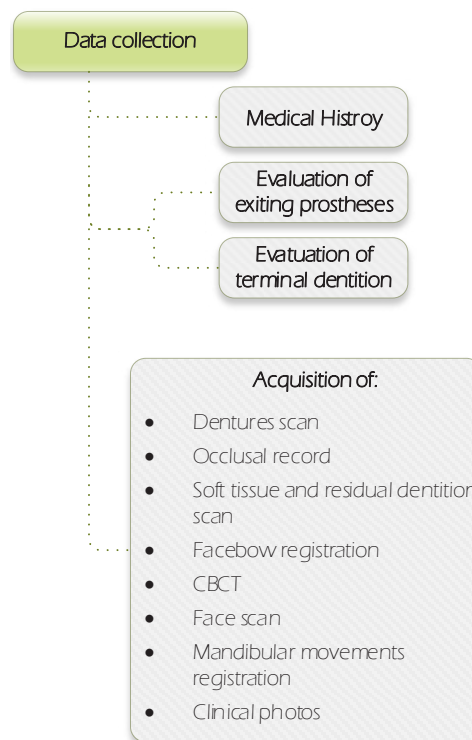 Data collection
Medical Histroy
Evaluation of
exiting prostheses
Evatuation of
terminal dentition
Acquisition of:
• Dentures scan
• Occlusal record
• Soft tissue and residual dentition
scan
• Facebow registration
• CBCT
• Face scan
• Mandibular movements
registration
• Clinical photos